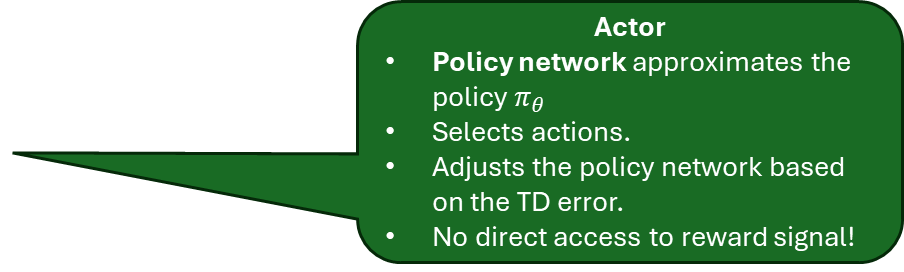 Actor
• Policy network approximates the
policy π_θ
• Selects actions.
• Adjusts the policy network based
on the TD error.
• No direct access to reward signal!